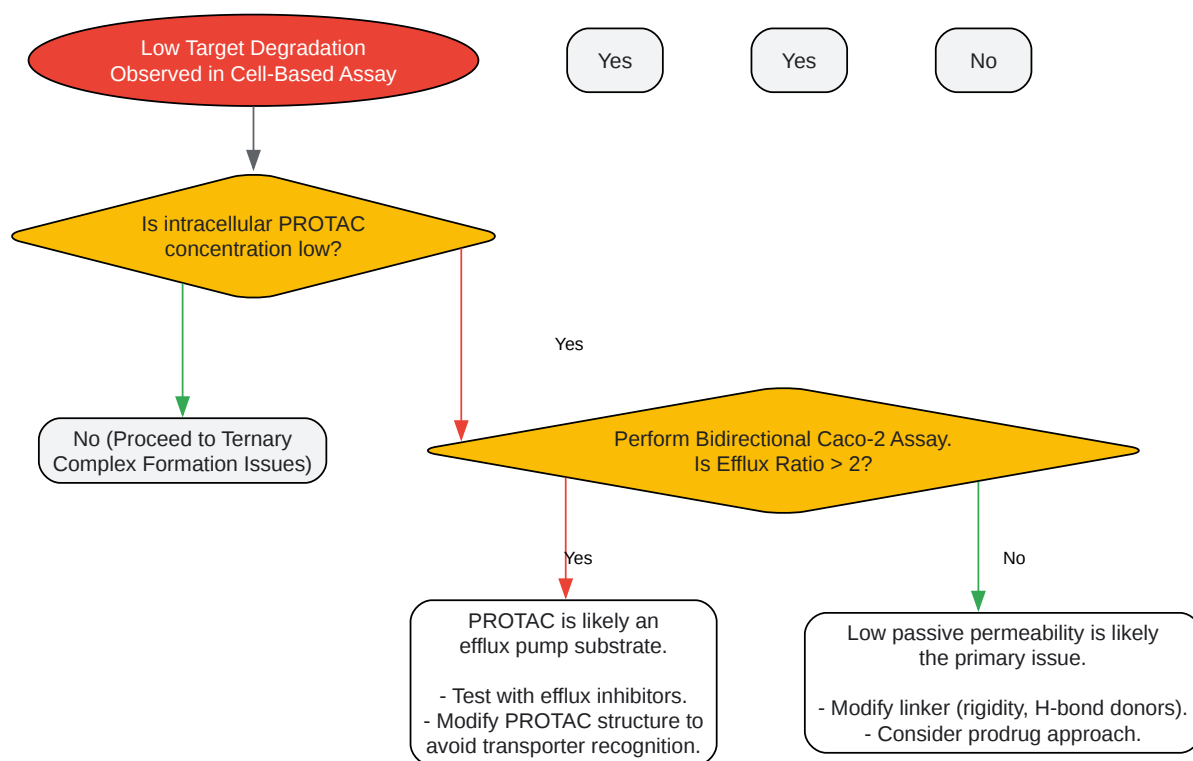 Low Target Degradation
Observed in Cell-Based Assay
Yes
Yes
No
Is intracellular PROTAC
concentration low?
Yes
No (Proceed to Ternary
Complex Formation Issues)
Perform Bidirectional Caco-2 Assay.
Is Efflux Ratio > 2?
Yes
No
PROTAC is likely an
efflux pump substrate.
- Test with efflux inhibitors.
- Modify PROTAC structure to
avoid transporter recognition.
Low passive permeability is likely
the primary issue.
- Modify linker (rigidity, H-bond donors).
- Consider prodrug approach.